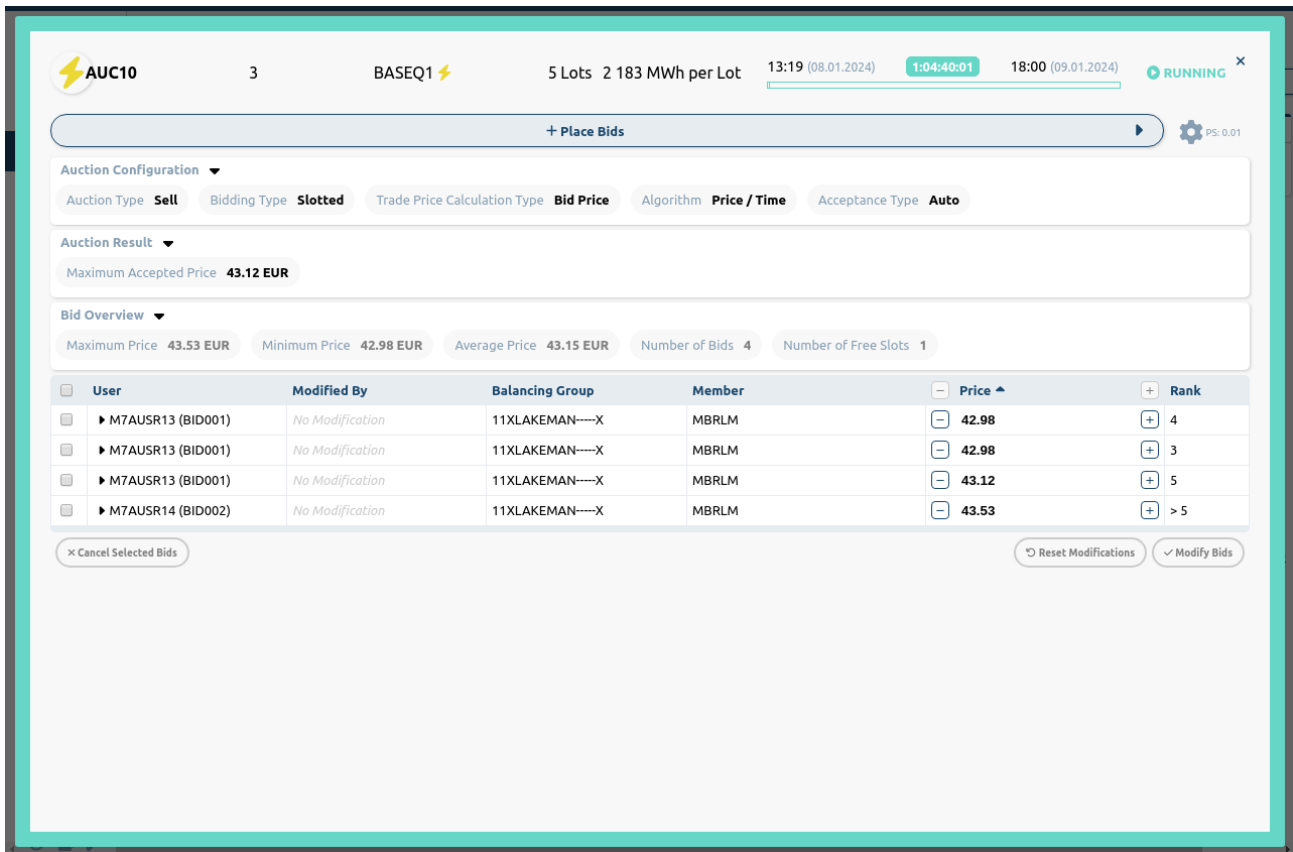 AUC10 3 BASEQ1 5 Lots 2 183 MWh per Lot 13:19 (08.01.2024) 1:04:40:01 18:00 (09.01.2024) RUNNING ×
+ Place Bids PS: 0.01
Auction Configuration
Auction Type Sell Bidding Type Slotted Trade Price Calculation Type Bid Price Algorithm Price / Time Acceptance Type Auto
Auction Result
Maximum Accepted Price 43.12 EUR
Bid Overview
Maximum Price 43.53 EUR Minimum Price 42.98 EUR Average Price 43.15 EUR Number of Bids 4 Number of Free Slots 1
User Modified By Balancing Group Member − Price + Rank
M7AUSR13 (BID001) No Modification 11XLAKEMAN-----X MBRLM − 42.98 + 4
M7AUSR13 (BID001) No Modification 11XLAKEMAN-----X MBRLM − 42.98 + 3
M7AUSR13 (BID001) No Modification 11XLAKEMAN-----X MBRLM − 43.12 + 5
M7AUSR14 (BID002) No Modification 11XLAKEMAN-----X MBRLM − 43.53 + > 5
× Cancel Selected Bids Reset Modifications Modify Bids